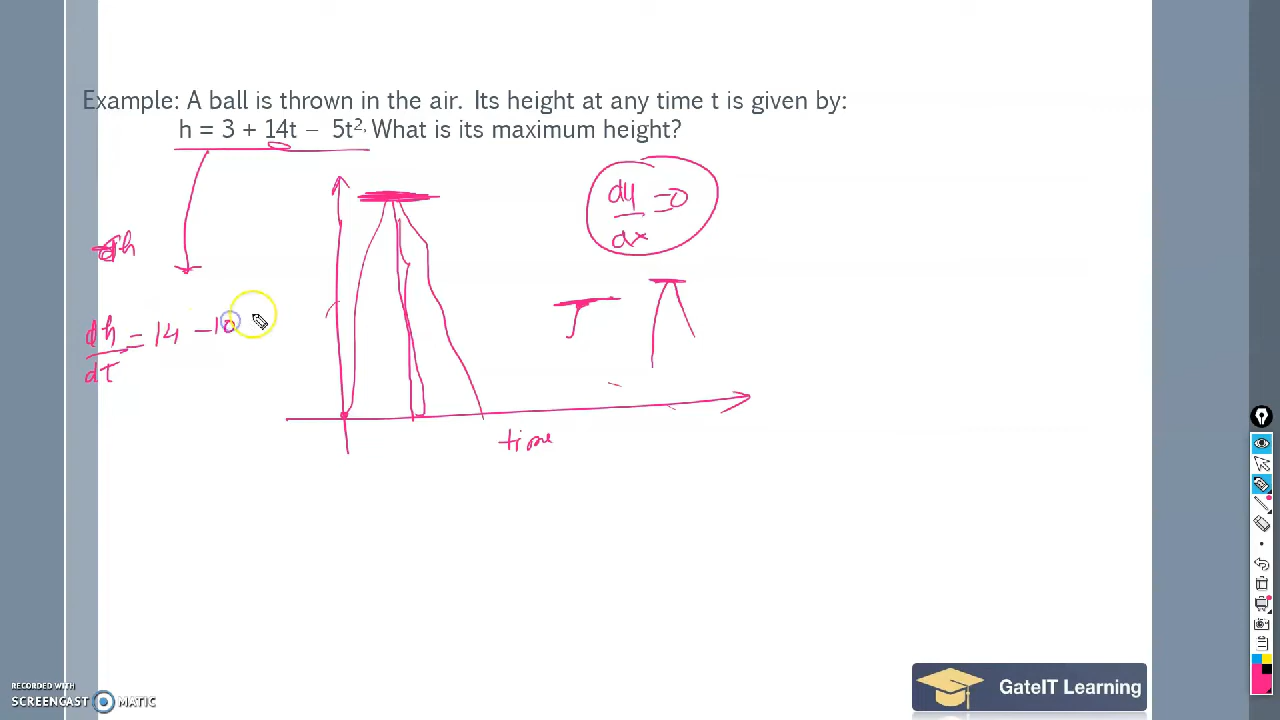 Example: A ball is thrown in the air. Its height at any time t is given by:
h = 3 + 14t – 5t². What is its maximum height?
dy/dx = 0
dh
dh/dt = 14 - 10
time
RECORDED WITH
SCREENCAST MATIC
GateIT Learning